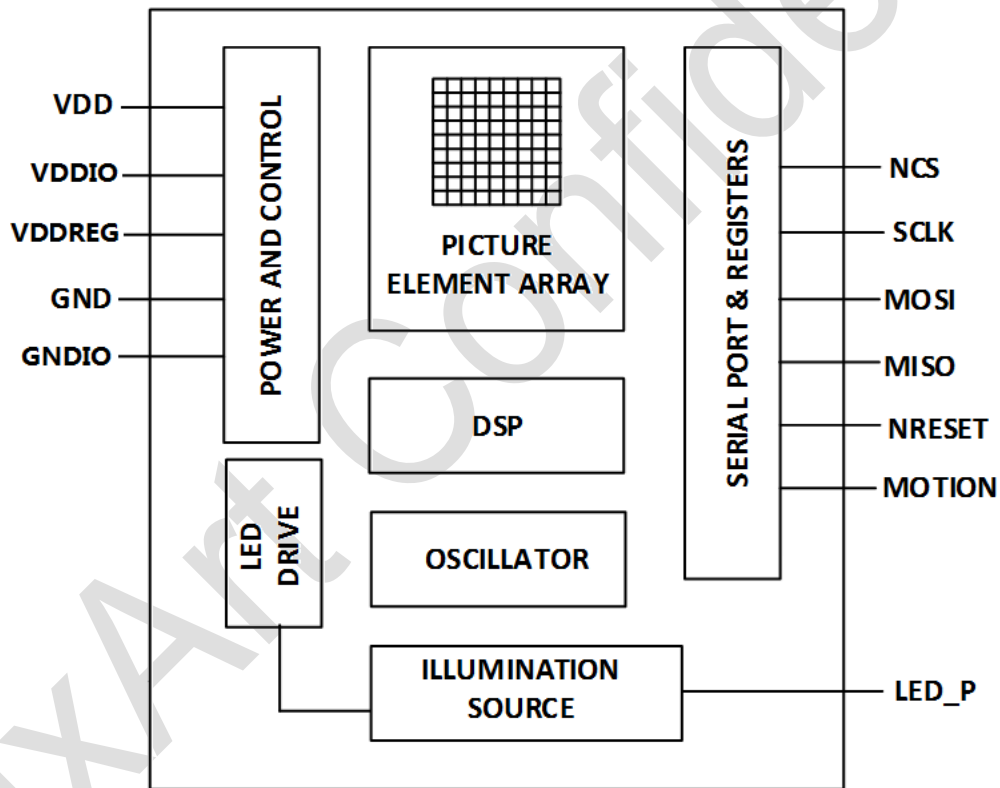 VDD
VDDIO
VDDREG
GND
GNDIO
POWER AND CONTROL
PICTURE
ELEMENT ARRAY
DSP
OSCILLATOR
LED
DRIVE
ILLUMINATION
SOURCE
SERIAL PORT & REGISTERS
NCS
SCLK
MOSI
MISO
NRESET
MOTION
LED_P